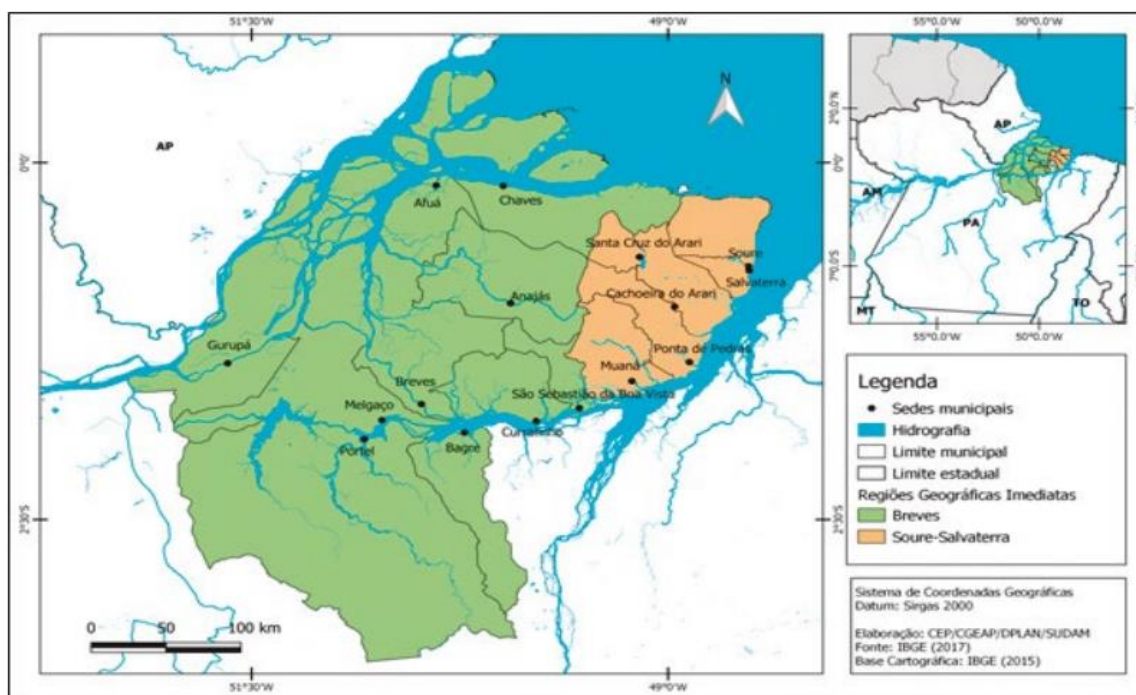 51°30'0"W
49°0'0"W
55°0'0"W
50°0'0"W
N
AP
0°0'
Afuá
Chaves
Santa Cruz do Arari
Soure
Salvaterra
Anajás
Cachoeira do Arari
Gurupá
Ponta de Pedras
Muaná
Breves
São Sebastião da Boa Vista
Melgaço
Curralinho
Portel
Bagre
2°30'S
2°30'S
0
50
100 km
51°30'0"W
49°0'0"W
AP
AM
PA
MT
TO
55°0'0"W
50°0'0"W
Legenda
Sedes municipais
Hidrografia
Limite municipal
Limite estadual
Regiões Geográficas Imediatas
Breves
Soure-Salvaterra
Sistema de Coordenadas Geográficas
Datum: Sirgas 2000
Elaboração: CEP/CGEAP/DPLAN/SUDAM
Fonte: IBGE (2017)
Base Cartográfica: IBGE (2015)